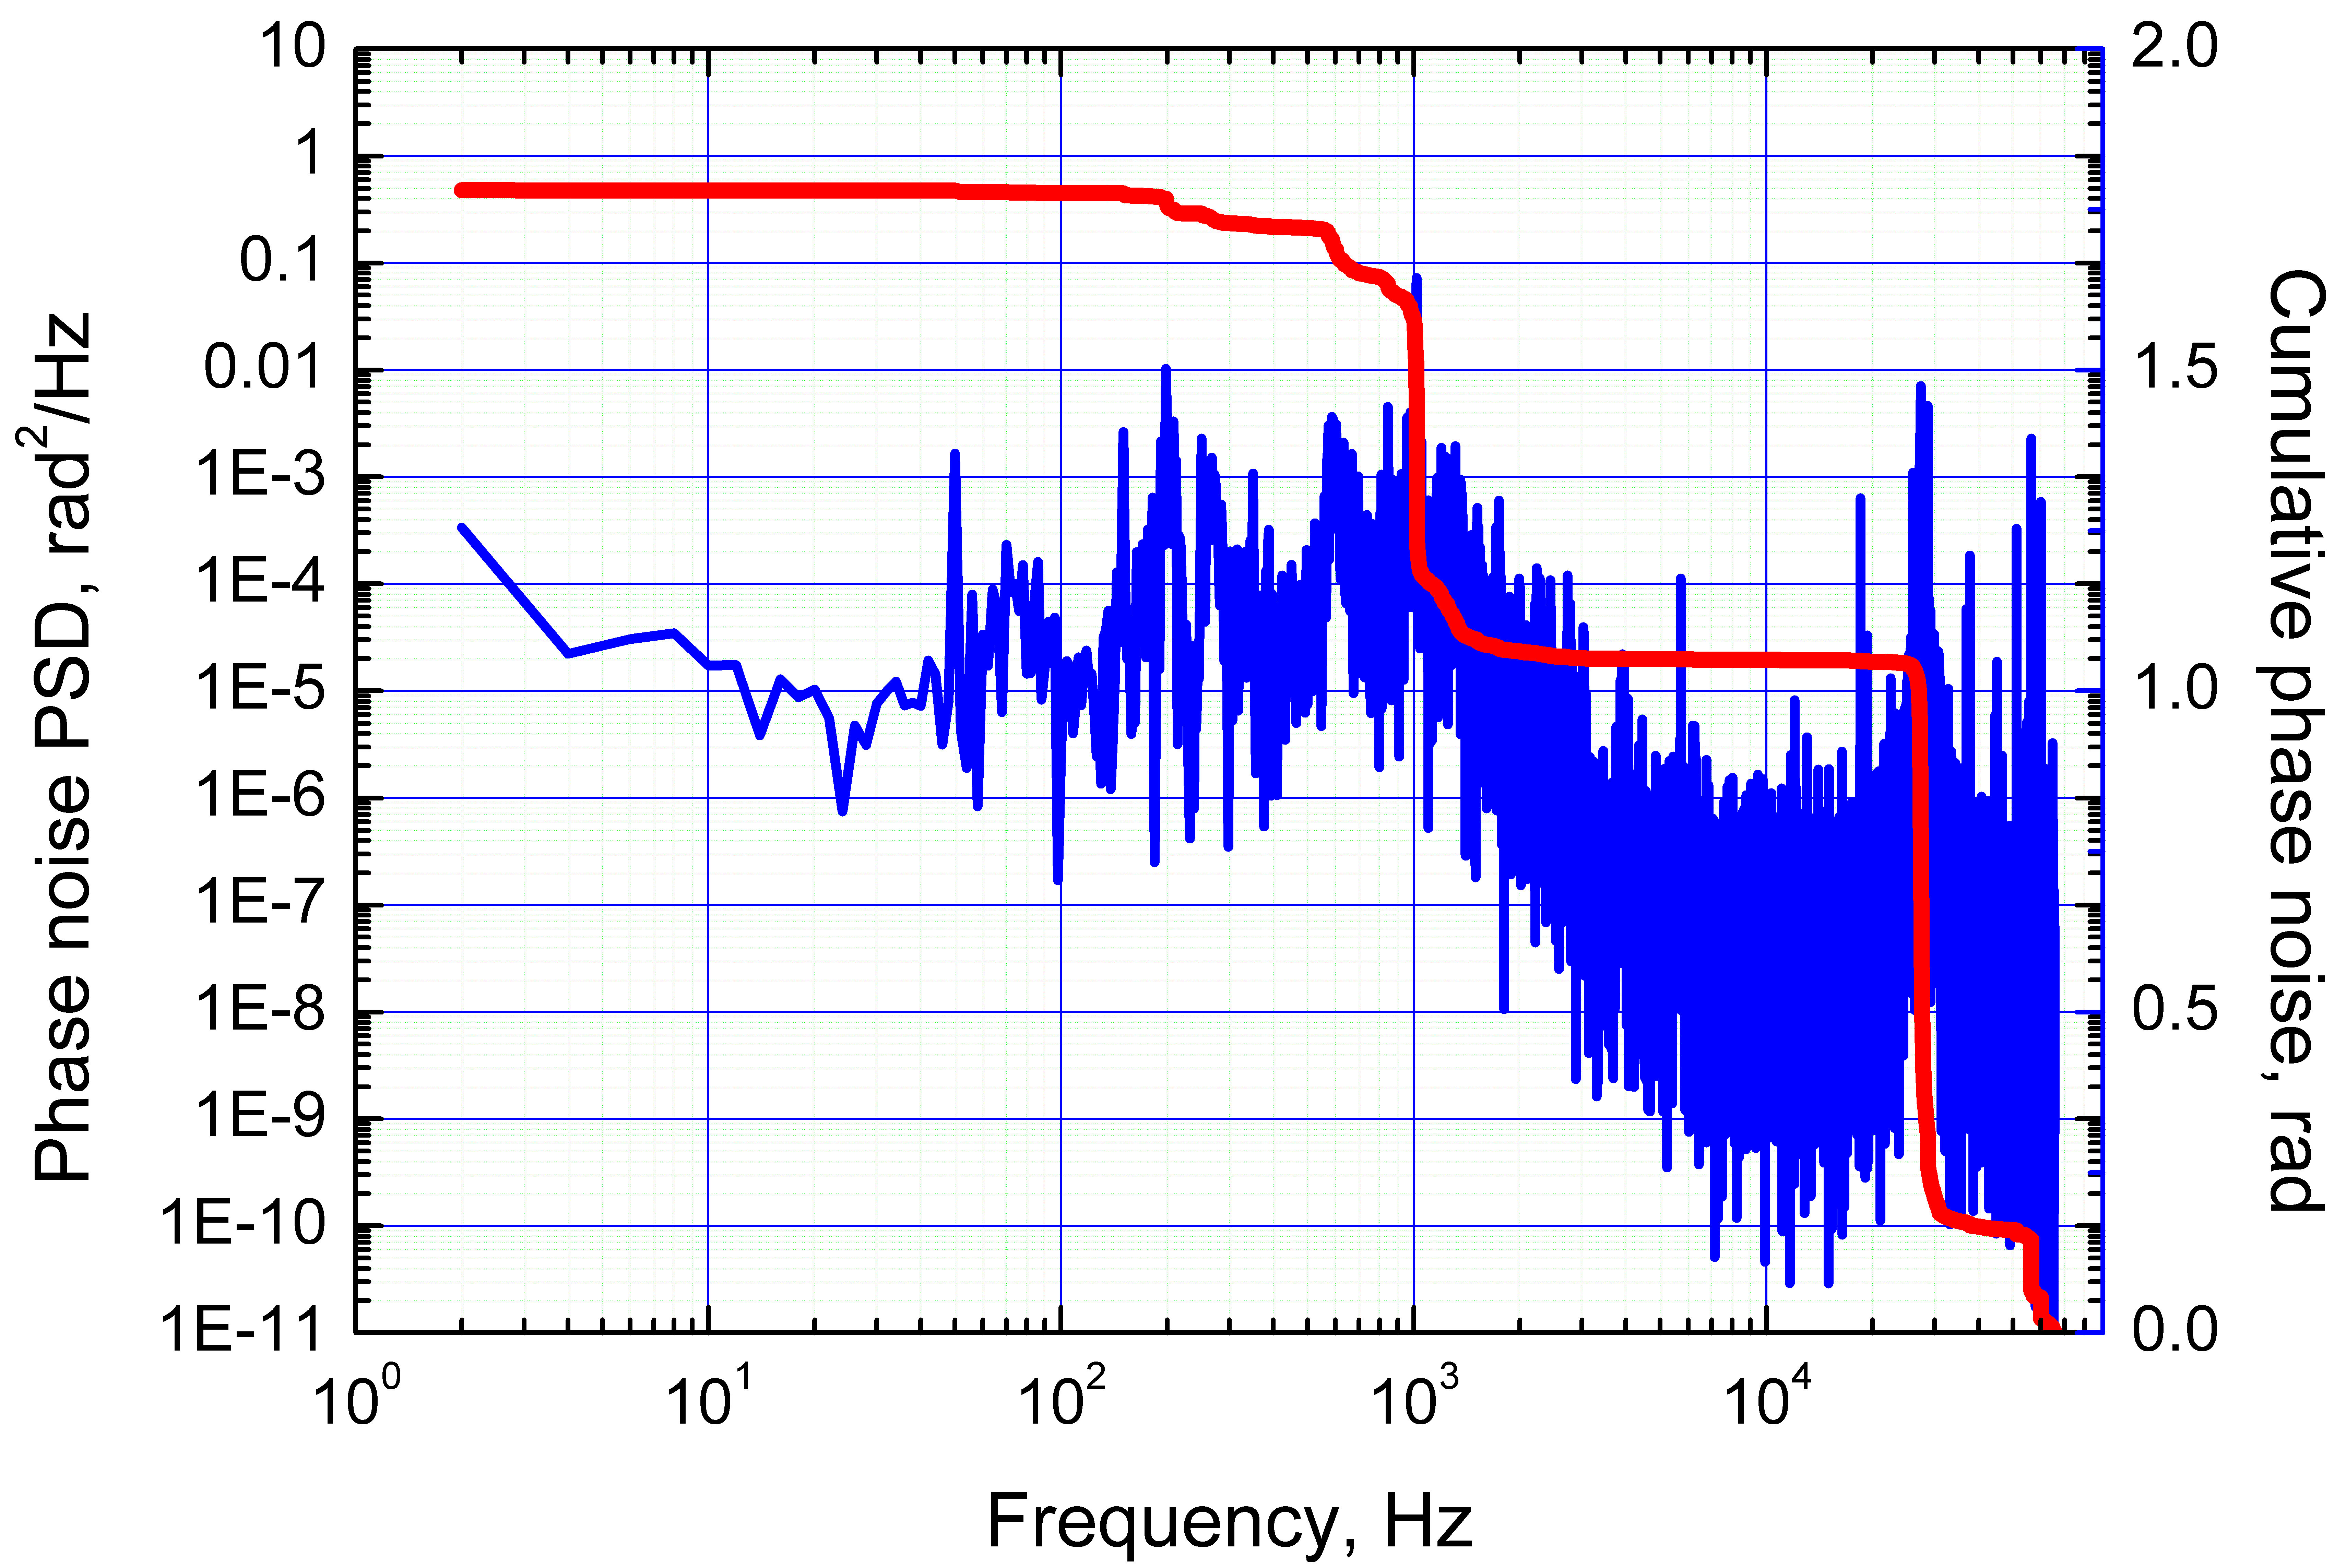 10
1
0.1
0.01
1E-3
1E-4
1E-5
1E-6
1E-7
1E-8
1E-9
1E-10
1E-11
Phase noise PSD, rad²/Hz
2.0
1.5
1.0
0.5
0.0
Cumulative phase noise, rad
10⁰ 10¹ 10² 10³ 10⁴
Frequency, Hz